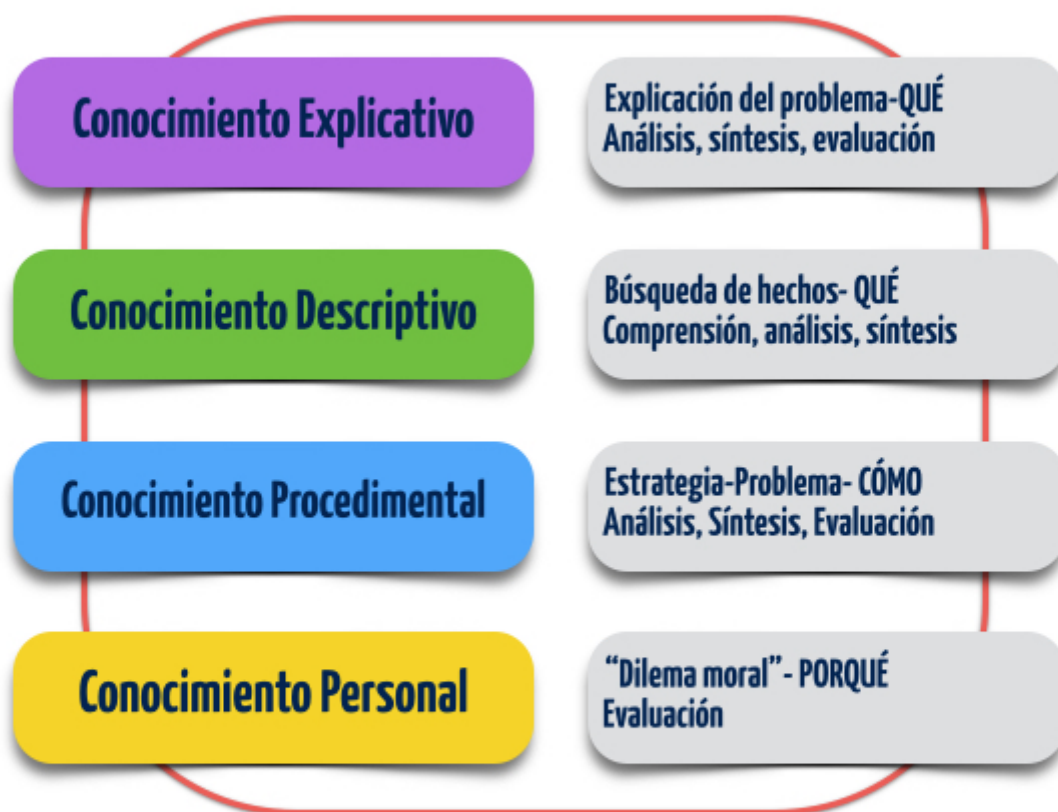 Conocimiento Explicativo
Explicación del problema-QUÉ
Análisis, síntesis, evaluación
Conocimiento Descriptivo
Búsqueda de hechos- QUÉ
Comprensión, análisis, síntesis
Conocimiento Procedimental
Estrategia-Problema- CÓMO
Análisis, Síntesis, Evaluación
Conocimiento Personal
“Dilema moral”- PORQUÉ
Evaluación